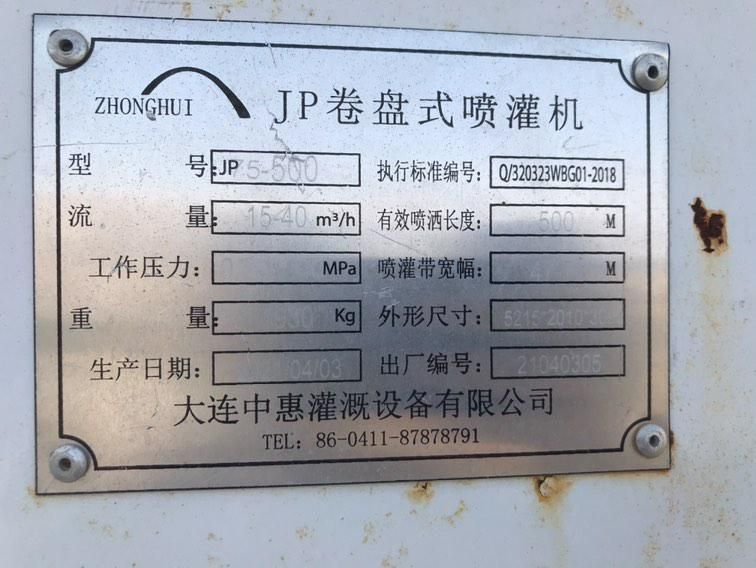 ZHONGHUI JP卷盘式喷灌机
型 号:JP 75-500 执行标准编号: Q/320323WBG01-2018
流 量: 15-40 m³/h 有效喷洒长度: 500 M
工作压力: MPa 喷灌带宽幅: M
重 量: Kg 外形尺寸:
生产日期: 04/03 出厂编号: 21040305
大连中惠灌溉设备有限公司
TEL: 86-0411-87878791